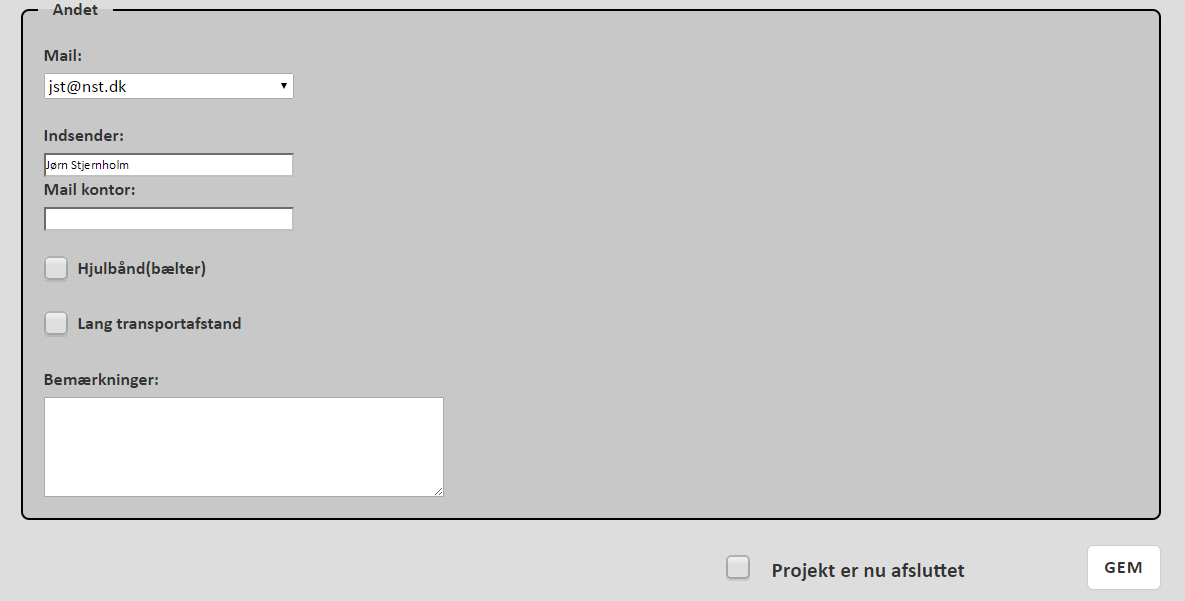 Andet
Mail:
jst@nst.dk
Indsender:
Jørn Stjernholm
Mail kontor:
Hjulbånd(bælter)
Lang transportafstand
Bemærkninger:
Projekt er nu afsluttet
GEM